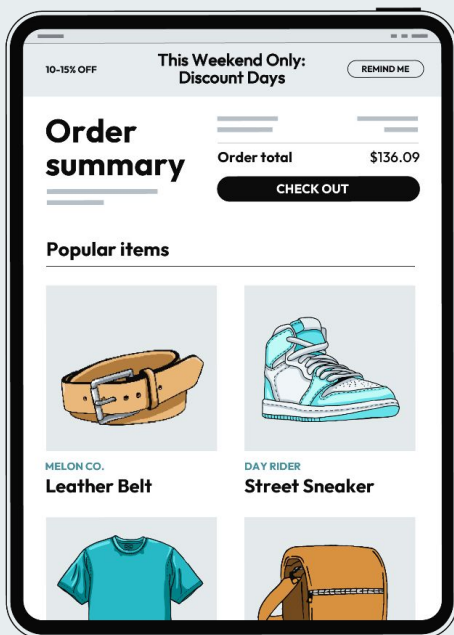 10-15% OFF
This Weekend Only:
Discount Days
REMIND ME
Order
summary
Order total $136.09
CHECK OUT
Popular items
MELON CO.
Leather Belt
DAY RIDER
Street Sneaker